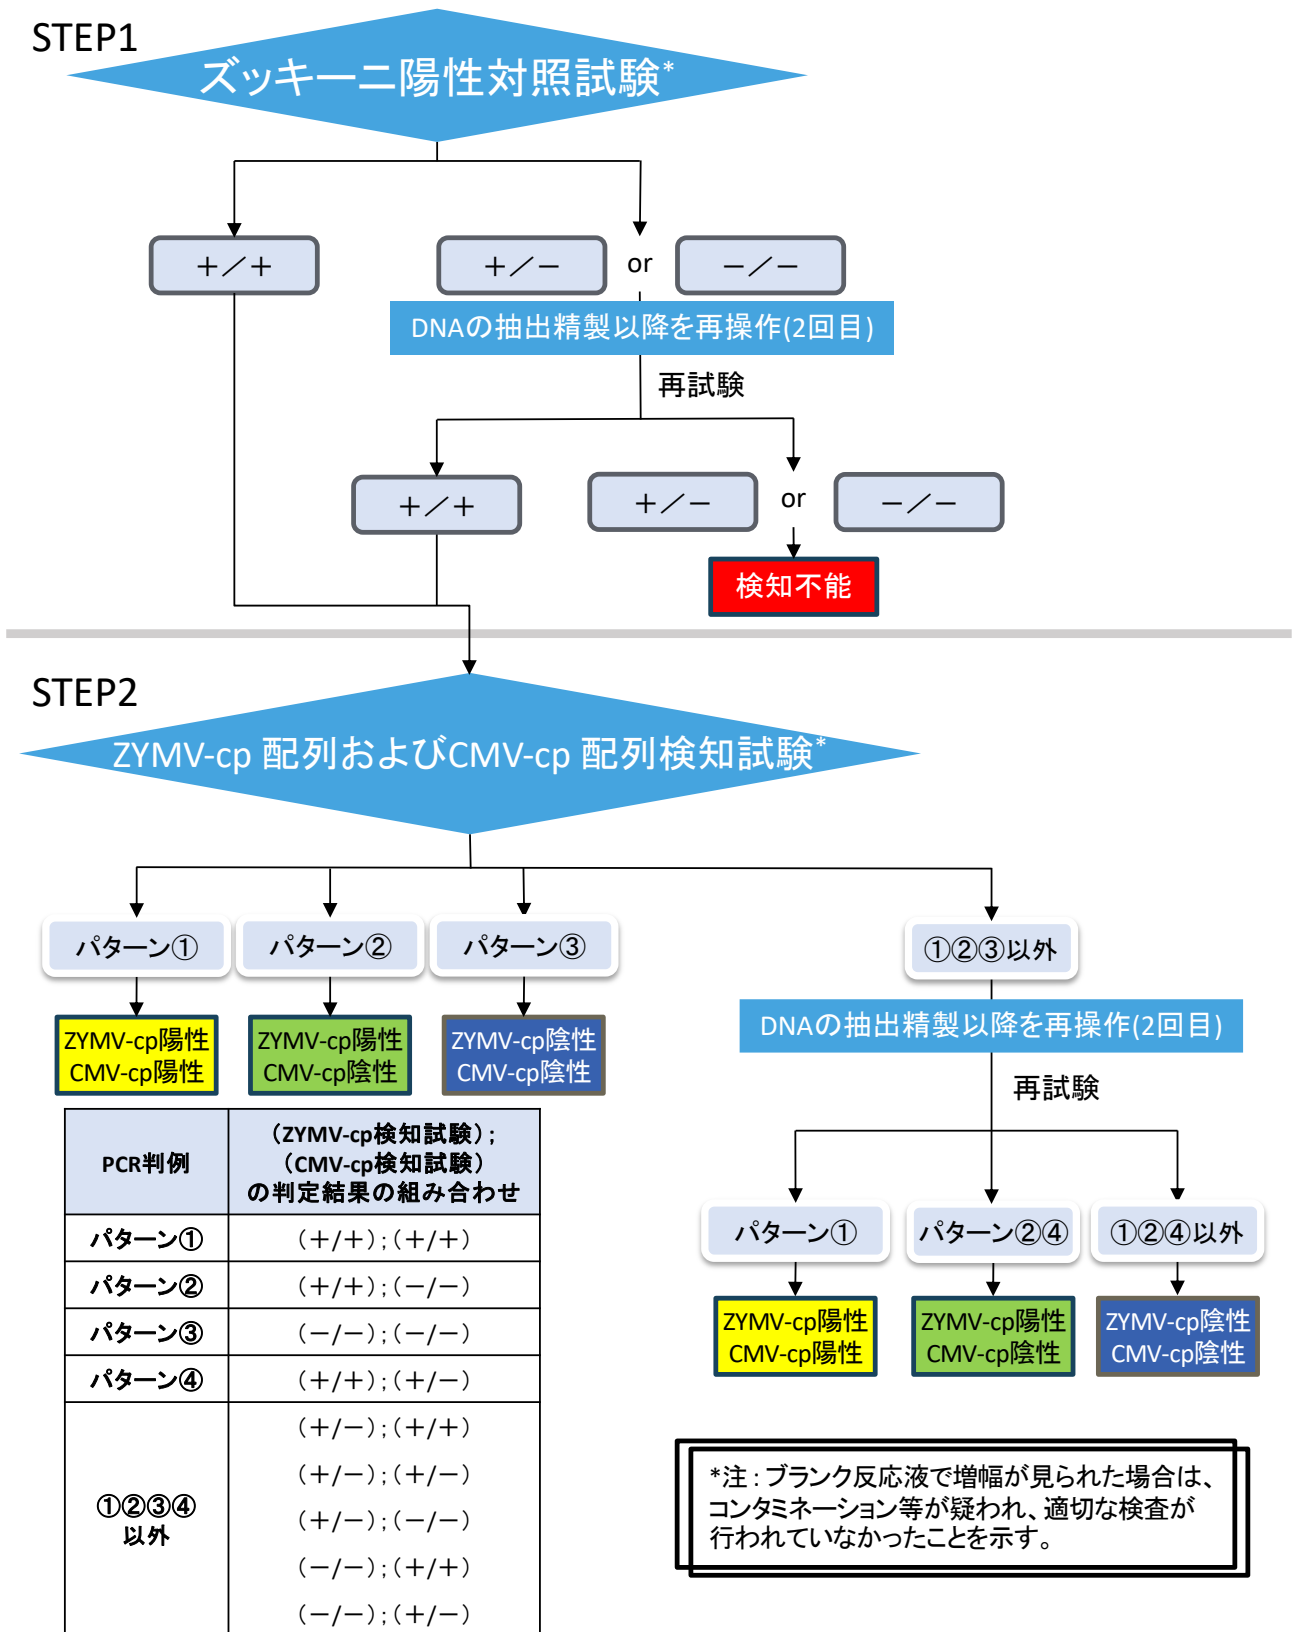 STEP1
ズッキーニ陽性対照試験*
＋／＋
＋／－
or
－／－
DNAの抽出精製以降を再操作(2回目)
再試験
＋／＋
＋／－
or
－／－
検知不能
STEP2
ZYMV-cp 配列およびCMV-cp 配列検知試験*
パターン①
パターン②
パターン③
①②③以外
ZYMV-cp陽性
CMV-cp陽性
ZYMV-cp陽性
CMV-cp陰性
ZYMV-cp陰性
CMV-cp陰性
DNAの抽出精製以降を再操作(2回目)
再試験
パターン①
パターン②④
①②④以外
ZYMV-cp陽性
CMV-cp陽性
ZYMV-cp陽性
CMV-cp陰性
ZYMV-cp陰性
CMV-cp陰性
PCR判例
（ZYMV-cp検知試験）;
（CMV-cp検知試験）
の判定結果の組み合わせ
パターン①
（＋/＋）;（＋/＋）
パターン②
（＋/＋）;（－/－）
パターン③
（－/－）;（－/－）
パターン④
（＋/＋）;（＋/－）
①②③④
以外
（＋/－）;（＋/＋）
（＋/－）;（＋/－）
（＋/－）;（－/－）
（－/－）;（＋/＋）
（－/－）;（＋/－）
*注：ブランク反応液で増幅が見られた場合は、
コンタミネーション等が疑われ、適切な検査が
行われていなかったことを示す。